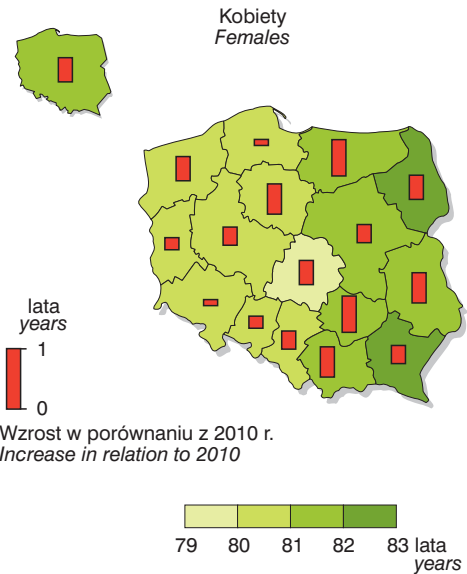 Kobiety
Females
lata
years
1
0
Wzrost w porównaniu z 2010 r.
Increase in relation to 2010
79 80 81 82 83 lata
years